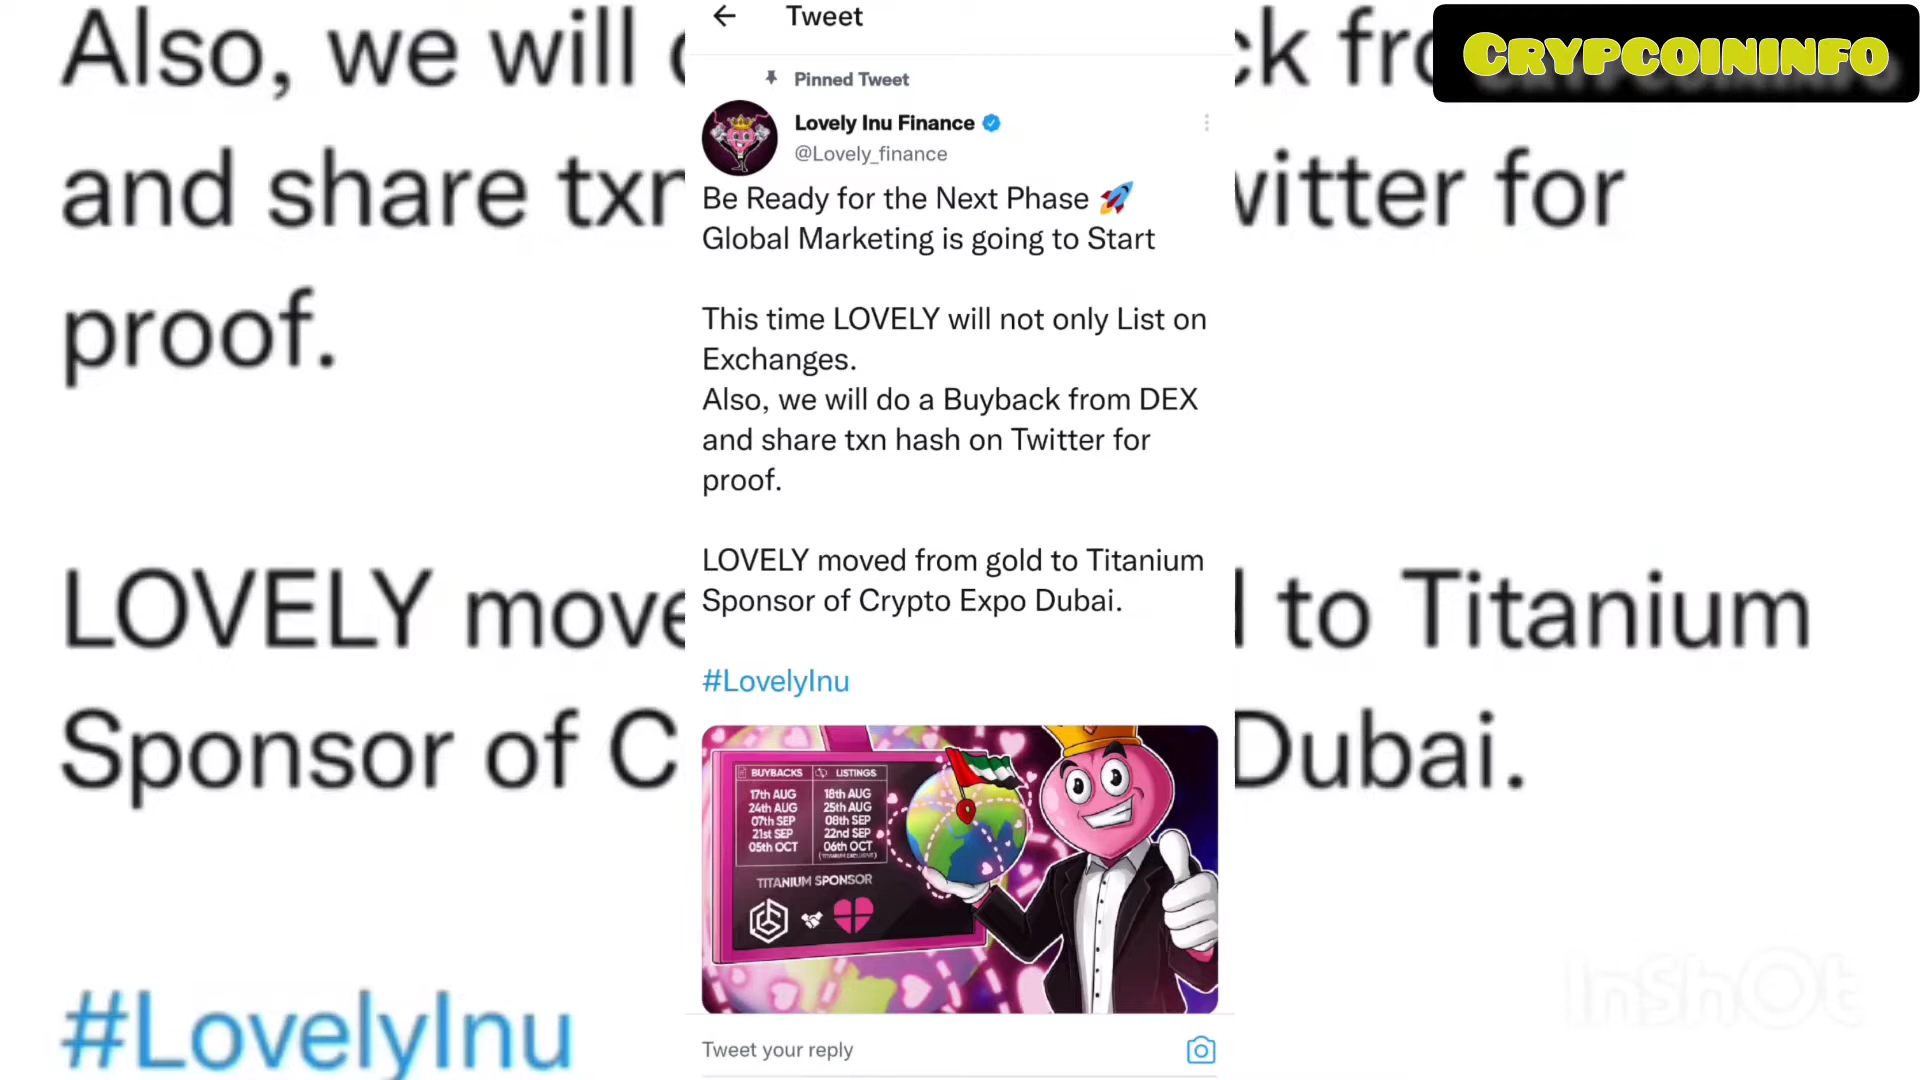 Tweet
Pinned Tweet
Lovely Inu Finance
@Lovely_finance
Be Ready for the Next Phase 🚀
Global Marketing is going to Start
This time LOVELY will not only List on
Exchanges.
Also, we will do a Buyback from DEX
and share txn hash on Twitter for
proof.
LOVELY moved from gold to Titanium
Sponsor of Crypto Expo Dubai.
#LovelyInu
BUYBACKS LISTINGS
17th AUG 18th AUG
24th AUG 25th AUG
07th SEP 08th SEP
21st SEP 22nd SEP
05th OCT 06th OCT
(TITANIUM EXCLUSIVE)
TITANIUM SPONSOR
Tweet your reply
CRYPCOININFO
Also, we will ck fro
and share txn witter for
proof.
LOVELY move to Titanium
Sponsor of C Dubai.
#LovelyInu
InShOt